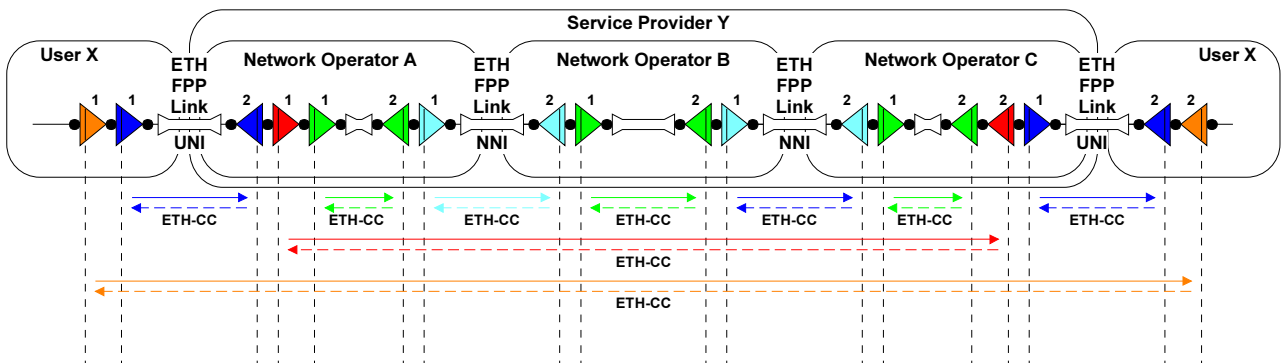 Service Provider Y
User X
ETH
FPP
Link
UNI
Network Operator A
ETH
FPP
Link
NNI
Network Operator B
ETH
FPP
Link
NNI
Network Operator C
ETH
FPP
Link
UNI
User X
1 1 2 1 1 2 1 2 1 2 1 2 1 2 2 1 2 2
ETH-CC ETH-CC ETH-CC ETH-CC ETH-CC ETH-CC ETH-CC
ETH-CC
ETH-CC